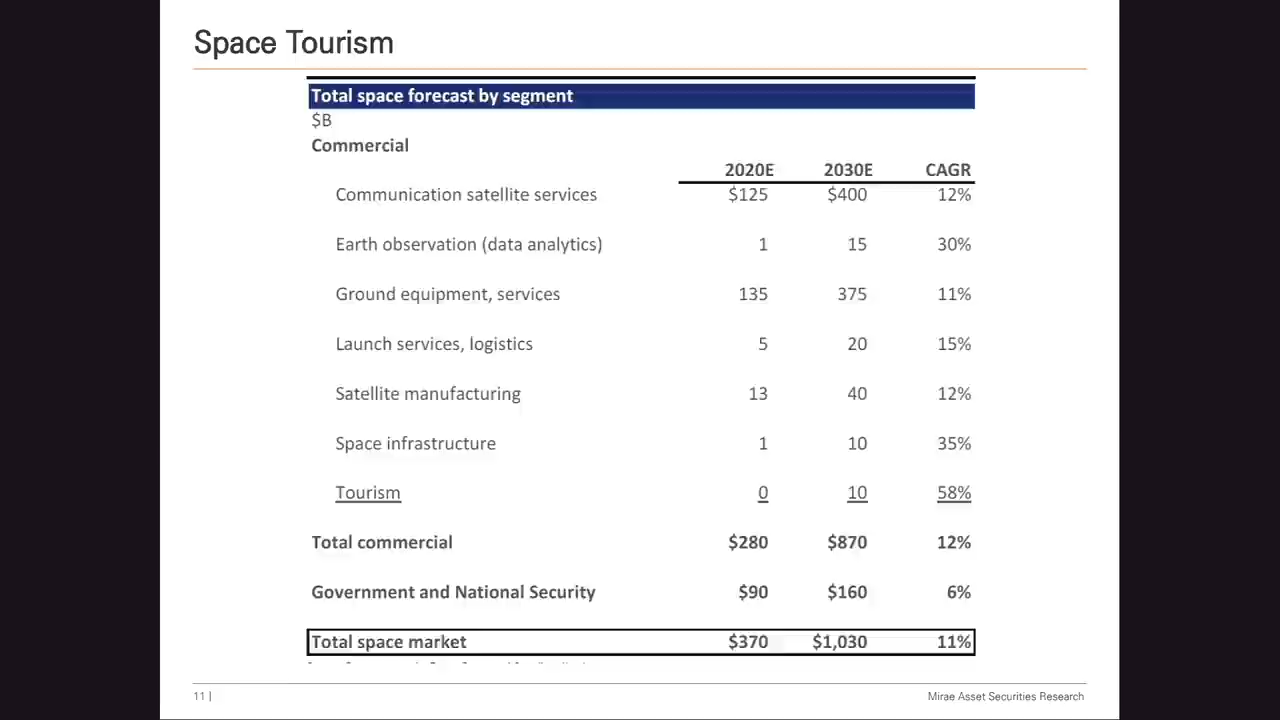 Space Tourism
Total space forecast by segment
$B
Commercial
2020E 2030E CAGR
Communication satellite services $125 $400 12%
Earth observation (data analytics) 1 15 30%
Ground equipment, services 135 375 11%
Launch services, logistics 5 20 15%
Satellite manufacturing 13 40 12%
Space infrastructure 1 10 35%
Tourism 0 10 58%
Total commercial $280 $870 12%
Government and National Security $90 $160 6%
Total space market $370 $1,030 11%
11 | Mirae Asset Securities Research